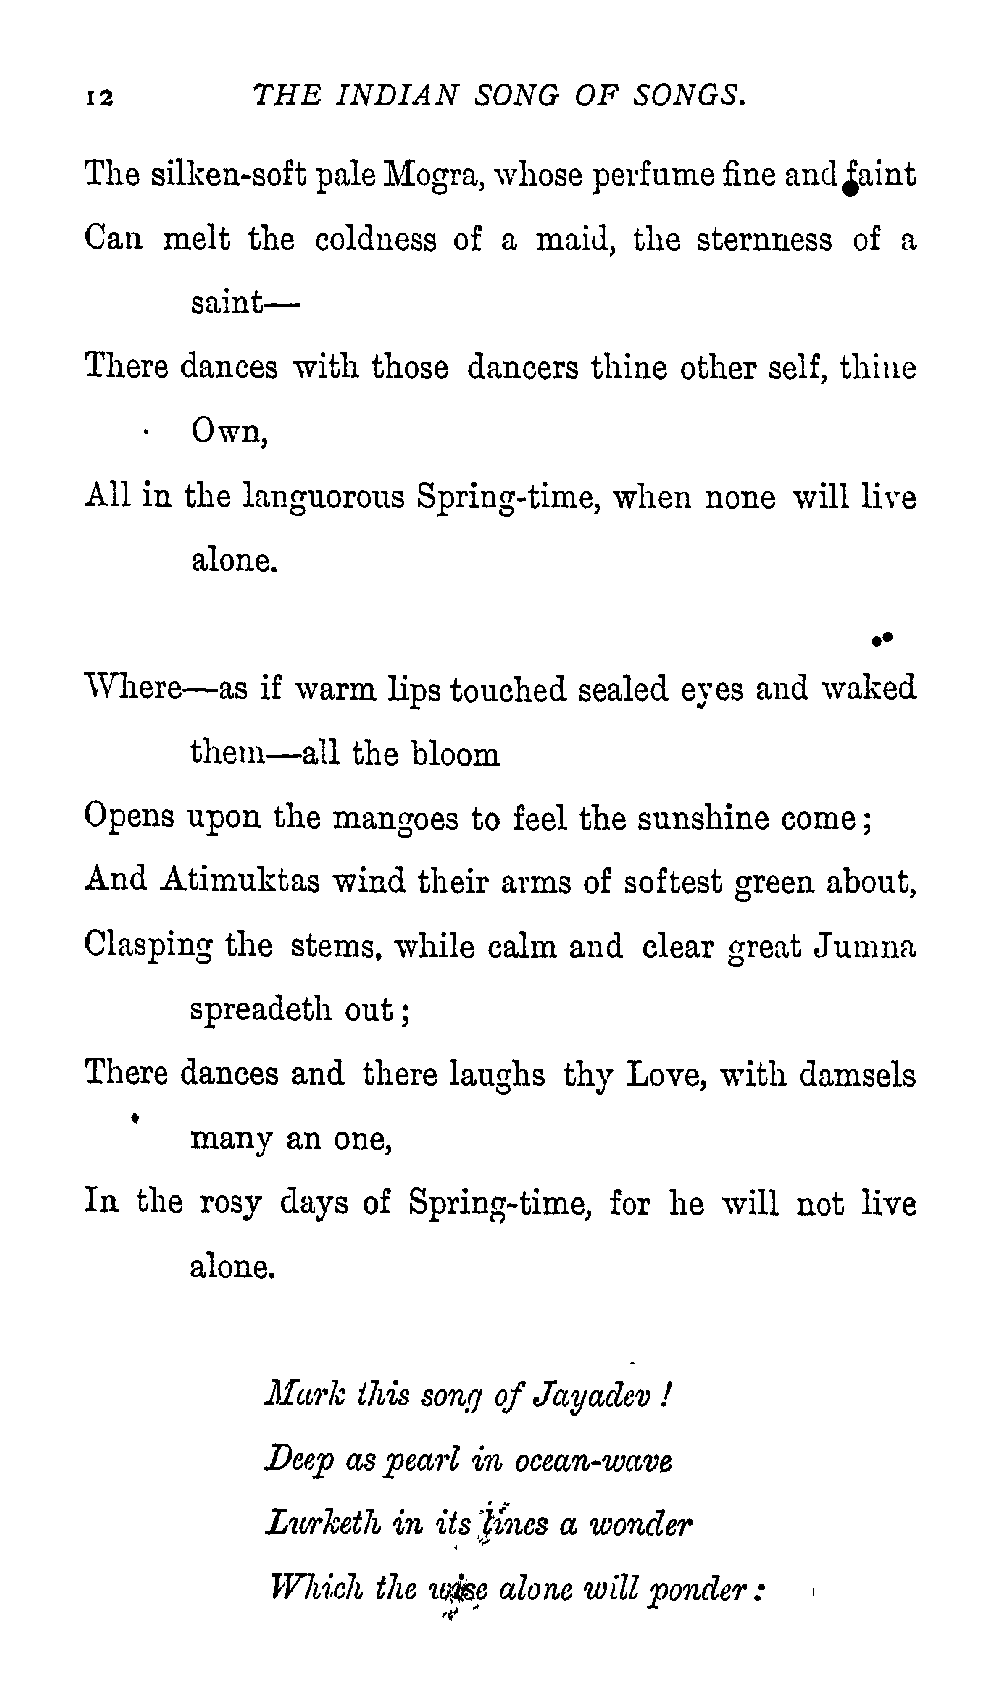 12 THE INDIAN SONG OF SONGS.
The silken-soft pale Mogra, whose perfume fine and faint
Can melt the coldness of a maid, the sternness of a
saint—
There dances with those dancers thine other self, thine
Own,
All in the languorous Spring-time, when none will live
alone.
Where—as if warm lips touched sealed eyes and waked
them—all the bloom
Opens upon the mangoes to feel the sunshine come;
And Atimuktas wind their arms of softest green about,
Clasping the stems, while calm and clear great Jumna
spreadeth out;
There dances and there laughs thy Love, with damsels
many an one,
In the rosy days of Spring-time, for he will not live
alone.
Mark this song of Jayadev!
Deep as pearl in ocean-wave
Lurketh in its lines a wonder
Which the wise alone will ponder: